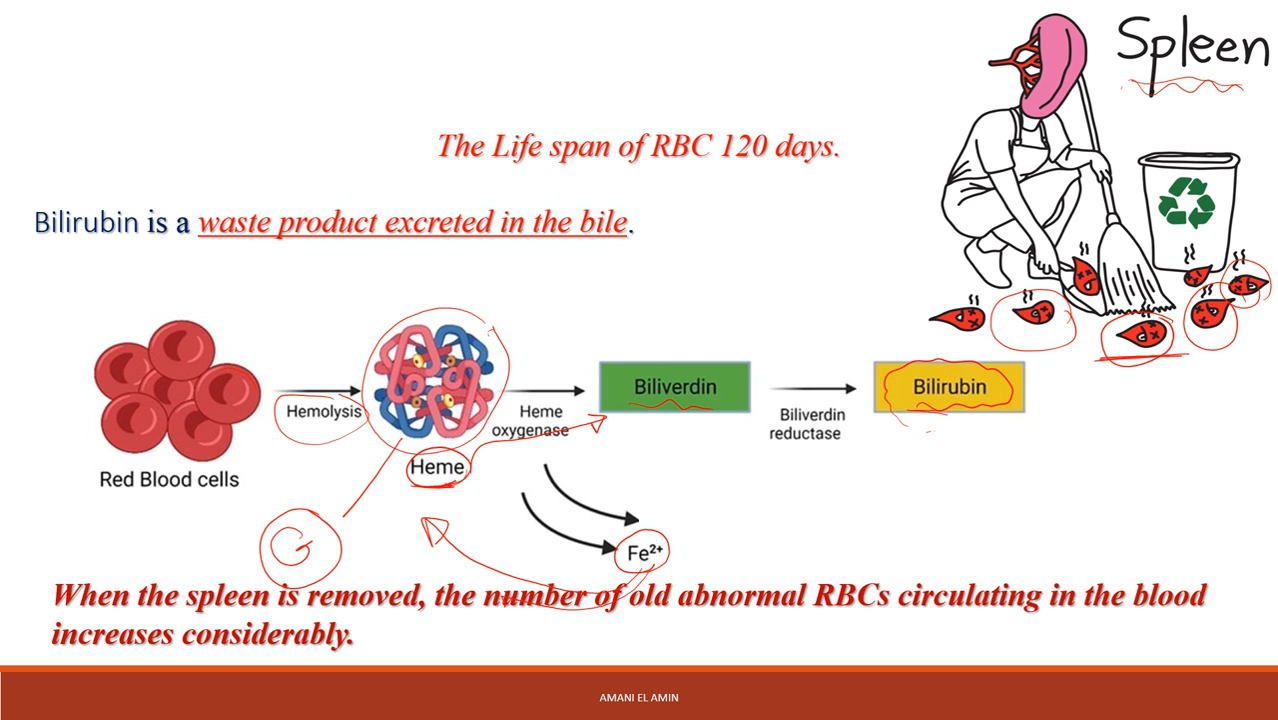 Spleen
The Life span of RBC 120 days.
Bilirubin is a waste product excreted in the bile.
Hemolysis
Heme
oxygenase
Biliverdin
Biliverdin
reductase
Bilirubin
Red Blood cells
Heme
G
Fe²⁺
When the spleen is removed, the number of old abnormal RBCs circulating in the blood
increases considerably.
AMANI EL AMIN